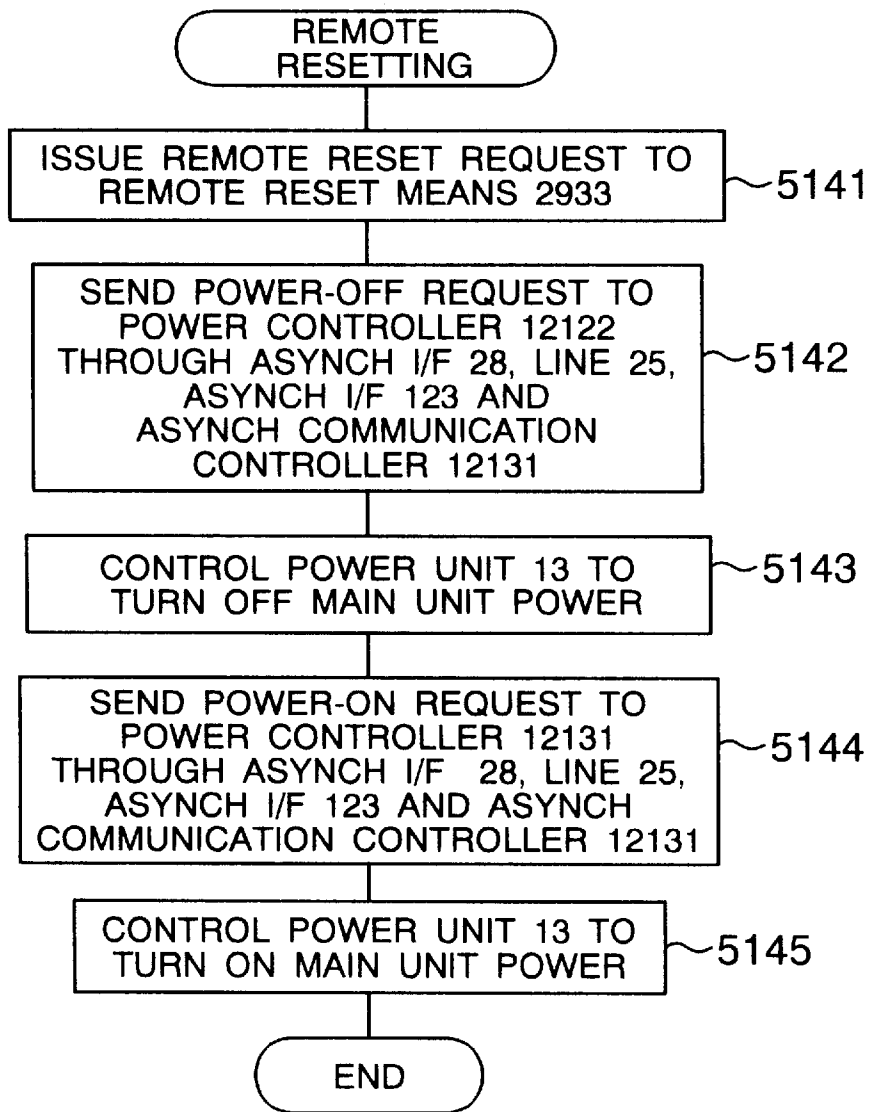 REMOTE
RESETTING
ISSUE REMOTE RESET REQUEST TO
REMOTE RESET MEANS 2933
5141
SEND POWER-OFF REQUEST TO
POWER CONTROLLER 12122
THROUGH ASYNCH I/F 28, LINE 25,
ASYNCH I/F 123 AND
ASYNCH COMMUNICATION
CONTROLLER 12131
5142
CONTROL POWER UNIT 13 TO
TURN OFF MAIN UNIT POWER
5143
SEND POWER-ON REQUEST TO
POWER CONTROLLER 12131
THROUGH ASYNCH I/F 28, LINE 25,
ASYNCH I/F 123 AND ASYNCH
COMMUNICATION CONTROLLER 12131
5144
CONTROL POWER UNIT 13 TO
TURN ON MAIN UNIT POWER
5145
END